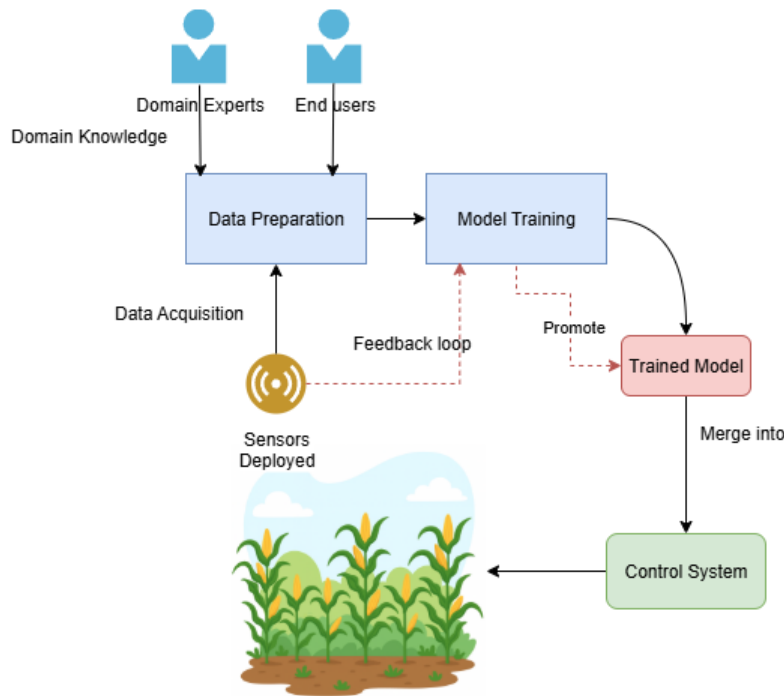 Domain Experts
End users
Domain Knowledge
Data Preparation
Model Training
Data Acquisition
Feedback loop
Promote
Trained Model
Sensors
Deployed
Merge into
Control System